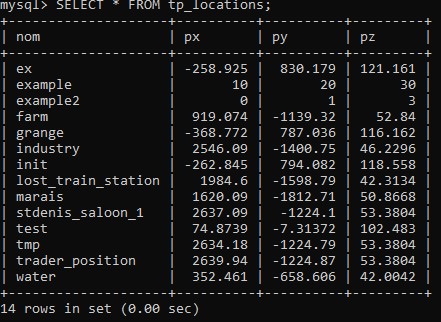 mysql> SELECT * FROM tp_locations;
+--------------------+----------+----------+---------+
| nom                | px       | py       | pz      |
+--------------------+----------+----------+---------+
| ex                 | -258.925 |  830.179 | 121.161 |
| example            |       10 |       20 |      30 |
| example2           |        0 |        1 |       3 |
| farm               |  919.074 | -1139.32 |   52.84 |
| grange             | -368.772 |  787.036 | 116.162 |
| industry           |  2546.09 | -1400.75 | 46.2296 |
| init               | -262.845 |  794.082 | 118.558 |
| lost_train_station |   1984.6 | -1598.79 | 42.3134 |
| marais             |  1620.09 | -1812.71 | 50.8668 |
| stdenis_saloon_1   |  2637.09 |  -1224.1 | 53.3804 |
| test               |  74.8739 | -7.31372 | 102.483 |
| tmp                |  2634.18 | -1224.79 | 53.3804 |
| trader_position    |  2639.94 | -1224.87 | 53.3804 |
| water              |  352.461 | -658.606 | 42.0042 |
+--------------------+----------+----------+---------+
14 rows in set (0.00 sec)